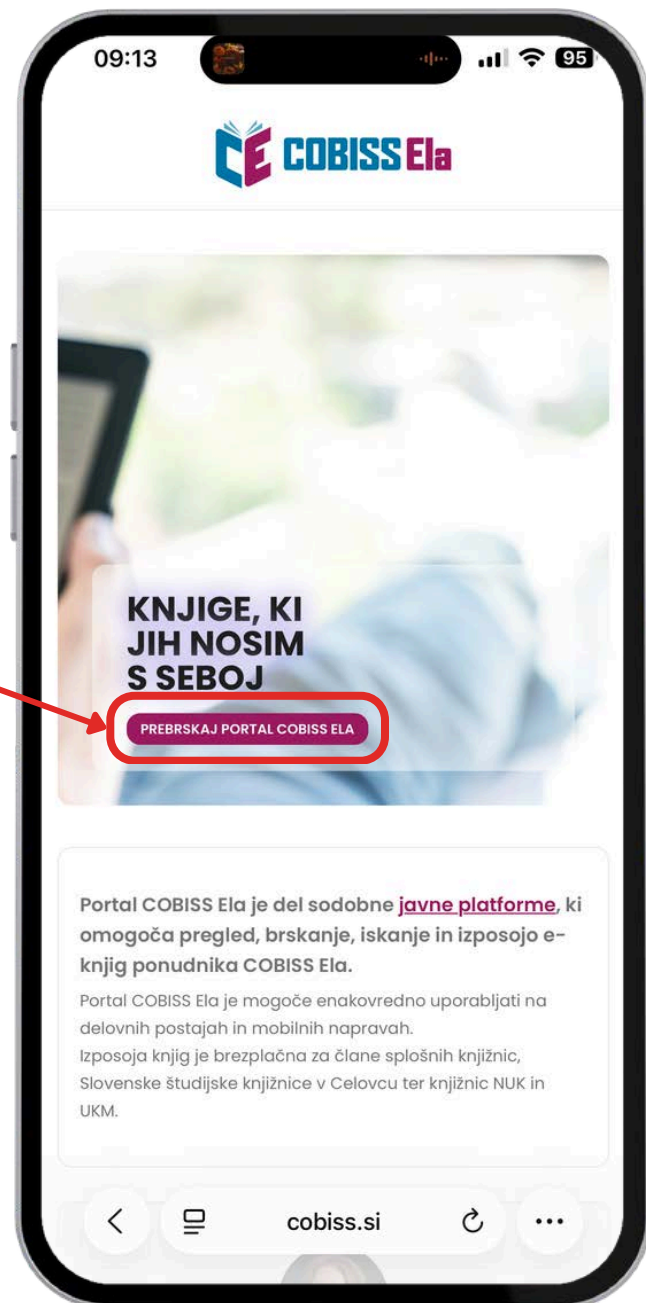 09:13
95
CE COBISS Ela
KNJIGE, KI
JIH NOSIM
S SEBOJ
PREBRSKAJ PORTAL COBISS ELA
Portal COBISS Ela je del sodobne javne platforme, ki
omogoča pregled, brskanje, iskanje in izposojo e-
knjig ponudnika COBISS Ela.
Portal COBISS Ela je mogoče enakovredno uporabljati na
delovnih postajah in mobilnih napravah.
Izposoja knjig je brezplačna za člane splošnih knjižnic,
Slovenske študijske knjižnice v Celovcu ter knjižnic NUK in
UKM.
cobiss.si